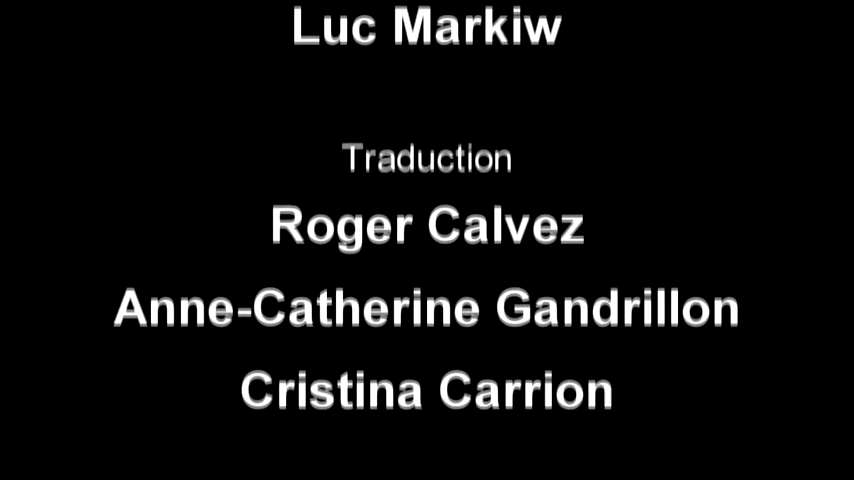 Luc Markiw
Traduction
Roger Calvez
Anne-Catherine Gandrillon
Cristina Carrion